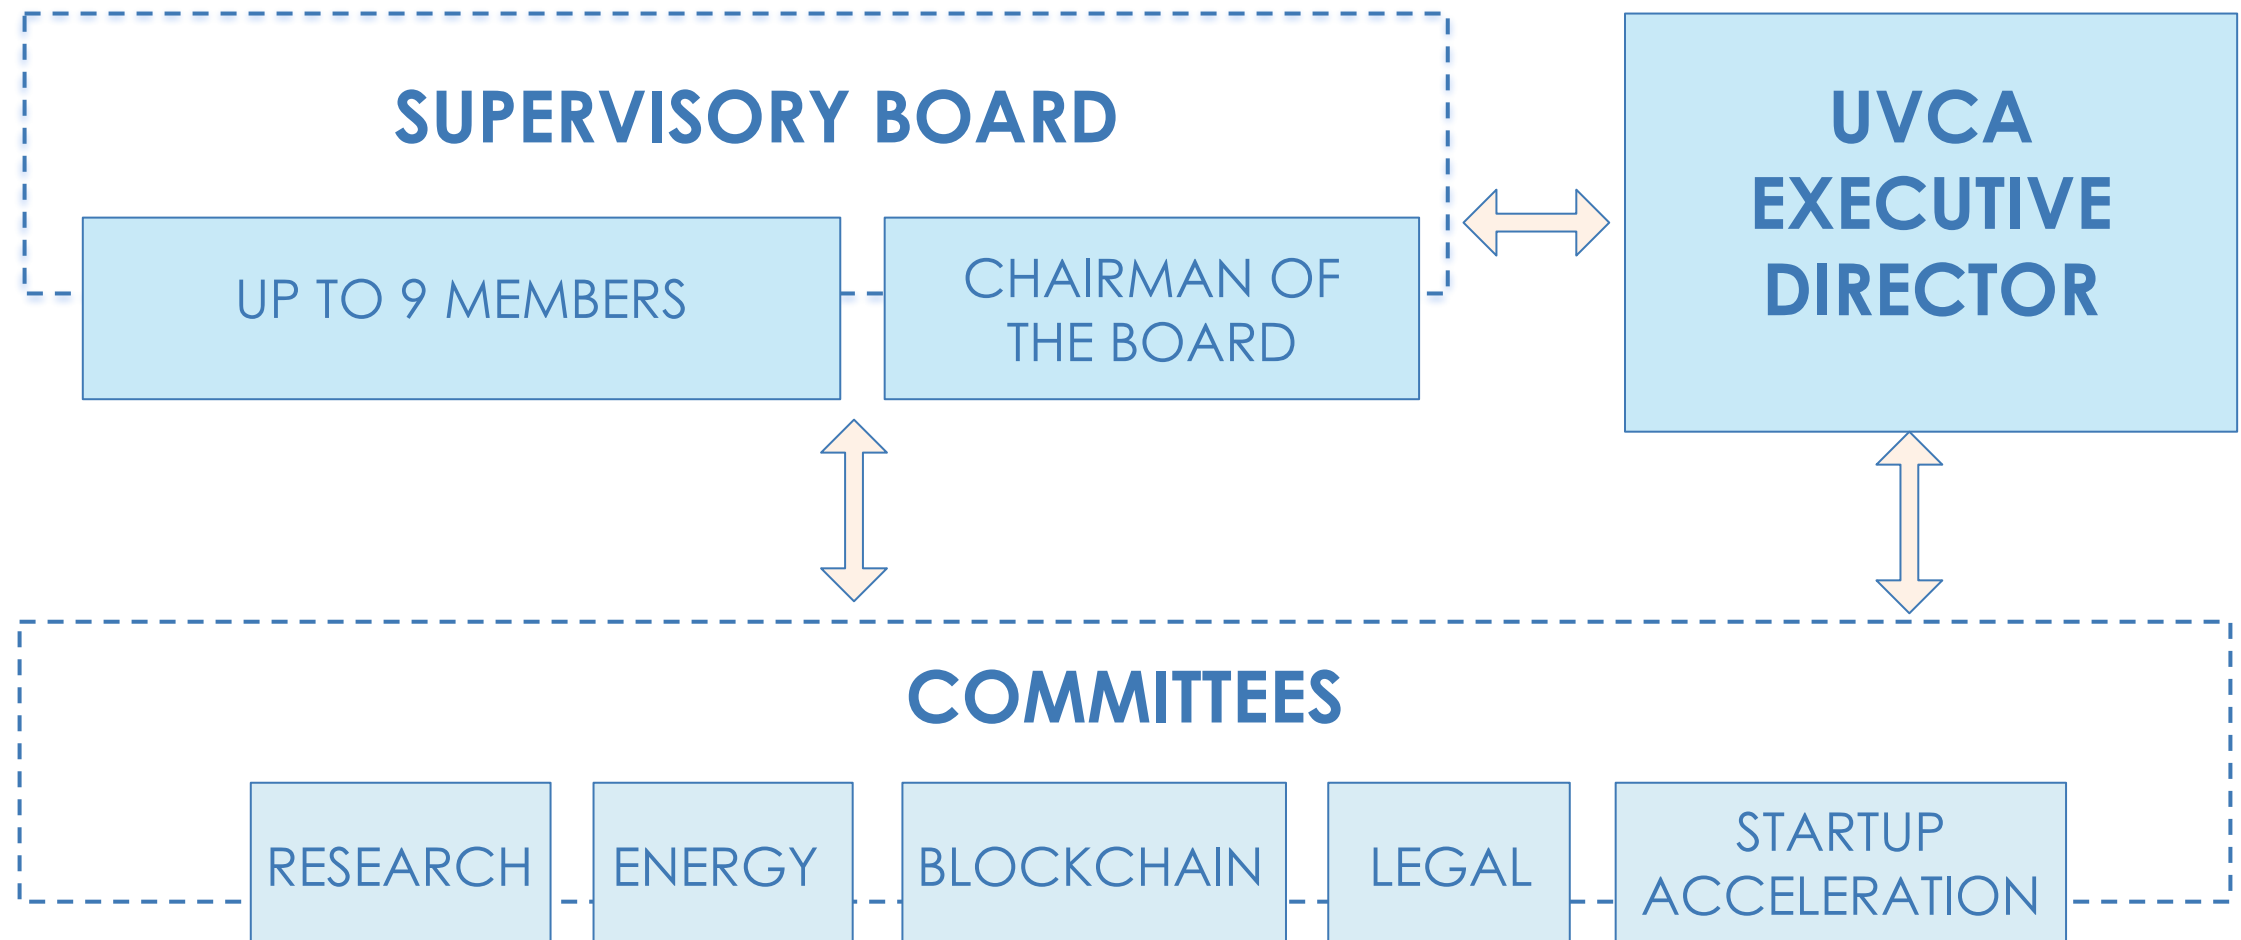 SUPERVISORY BOARD
UP TO 9 MEMBERS
CHAIRMAN OF
THE BOARD
UVCA
EXECUTIVE
DIRECTOR
COMMITTEES
RESEARCH
ENERGY
BLOCKCHAIN
LEGAL
STARTUP
ACCELERATION